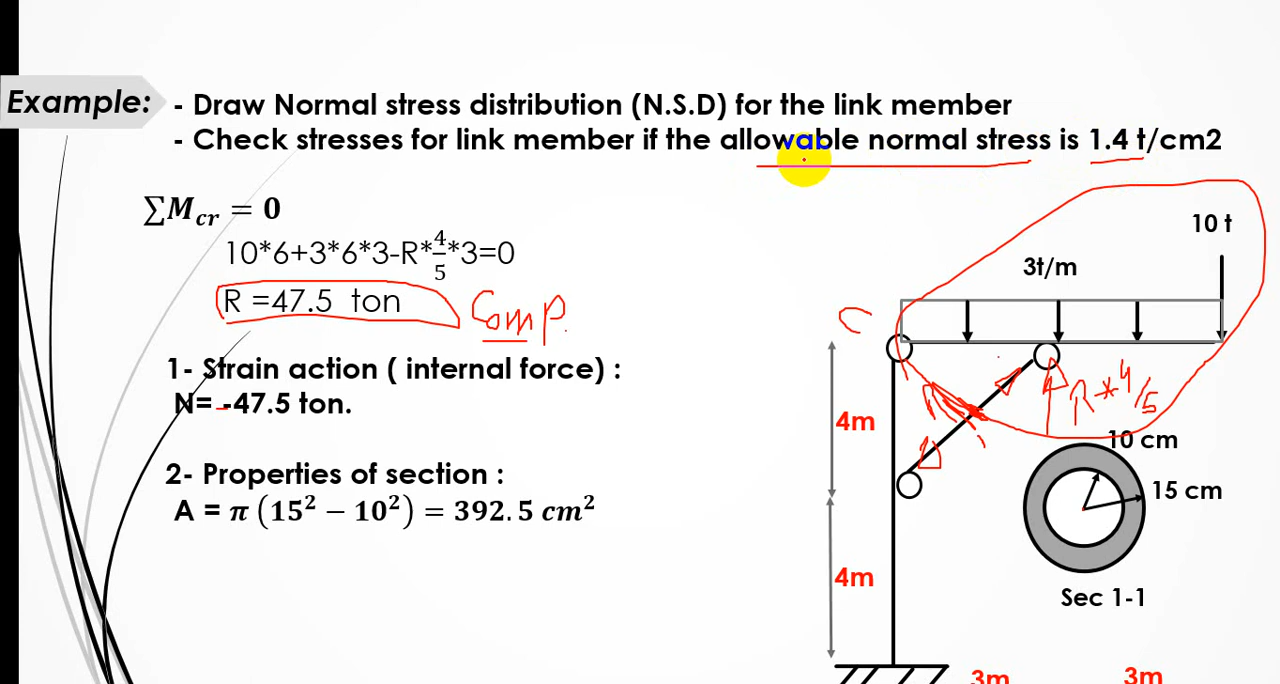 Example:
- Draw Normal stress distribution (N.S.D) for the link member
- Check stresses for link member if the allowable normal stress is 1.4 t/cm2
∑M_cr = 0
10*6+3*6*3-R*4/5*3=0
R =47.5 ton
Comp.
1- Strain action ( internal force) :
N= -47.5 ton.
2- Properties of section :
A = π (15² − 10²) = 392.5 cm²
10 t
3t/m
C
R*4/5
4m
4m
10 cm
15 cm
Sec 1-1
3m
3m